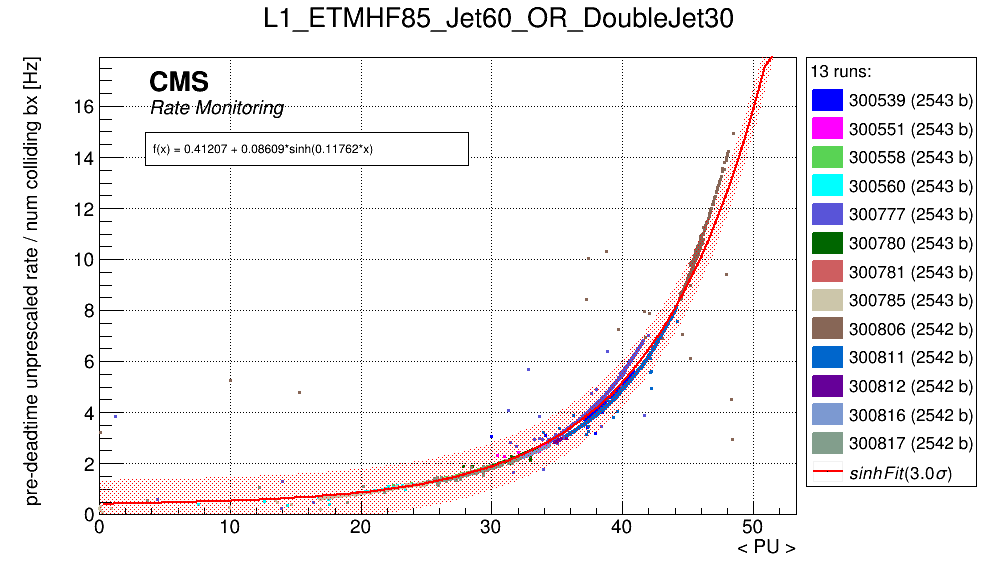 L1_ETMHF85_Jet60_OR_DoubleJet30
pre-deadtime unprescaled rate / num colliding bx [Hz]
CMS
Rate Monitoring
f(x) = 0.41207 + 0.08609*sinh(0.11762*x)
16
14
12
10
8
6
4
2
0
0
10
20
30
40
50
< PU >
13 runs:
300539 (2543 b)
300551 (2543 b)
300558 (2543 b)
300560 (2543 b)
300777 (2543 b)
300780 (2543 b)
300781 (2543 b)
300785 (2543 b)
300806 (2542 b)
300811 (2542 b)
300812 (2542 b)
300816 (2542 b)
300817 (2542 b)
sinhFit(3.0σ)